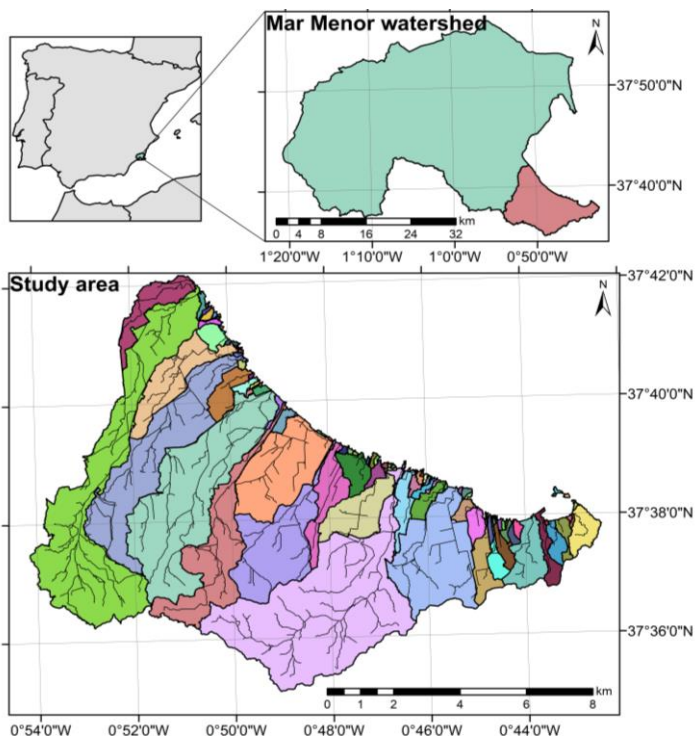 Mar Menor watershed
N
37°50'0"N
37°40'0"N
km
0 4 8 16 24 32
1°20'0"W 1°10'0"W 1°0'0"W 0°50'0"W
Study area
N
37°42'0"N
37°40'0"N
37°38'0"N
37°36'0"N
km
0 1 2 4 6 8
0°54'0"W 0°52'0"W 0°50'0"W 0°48'0"W 0°46'0"W 0°44'0"W